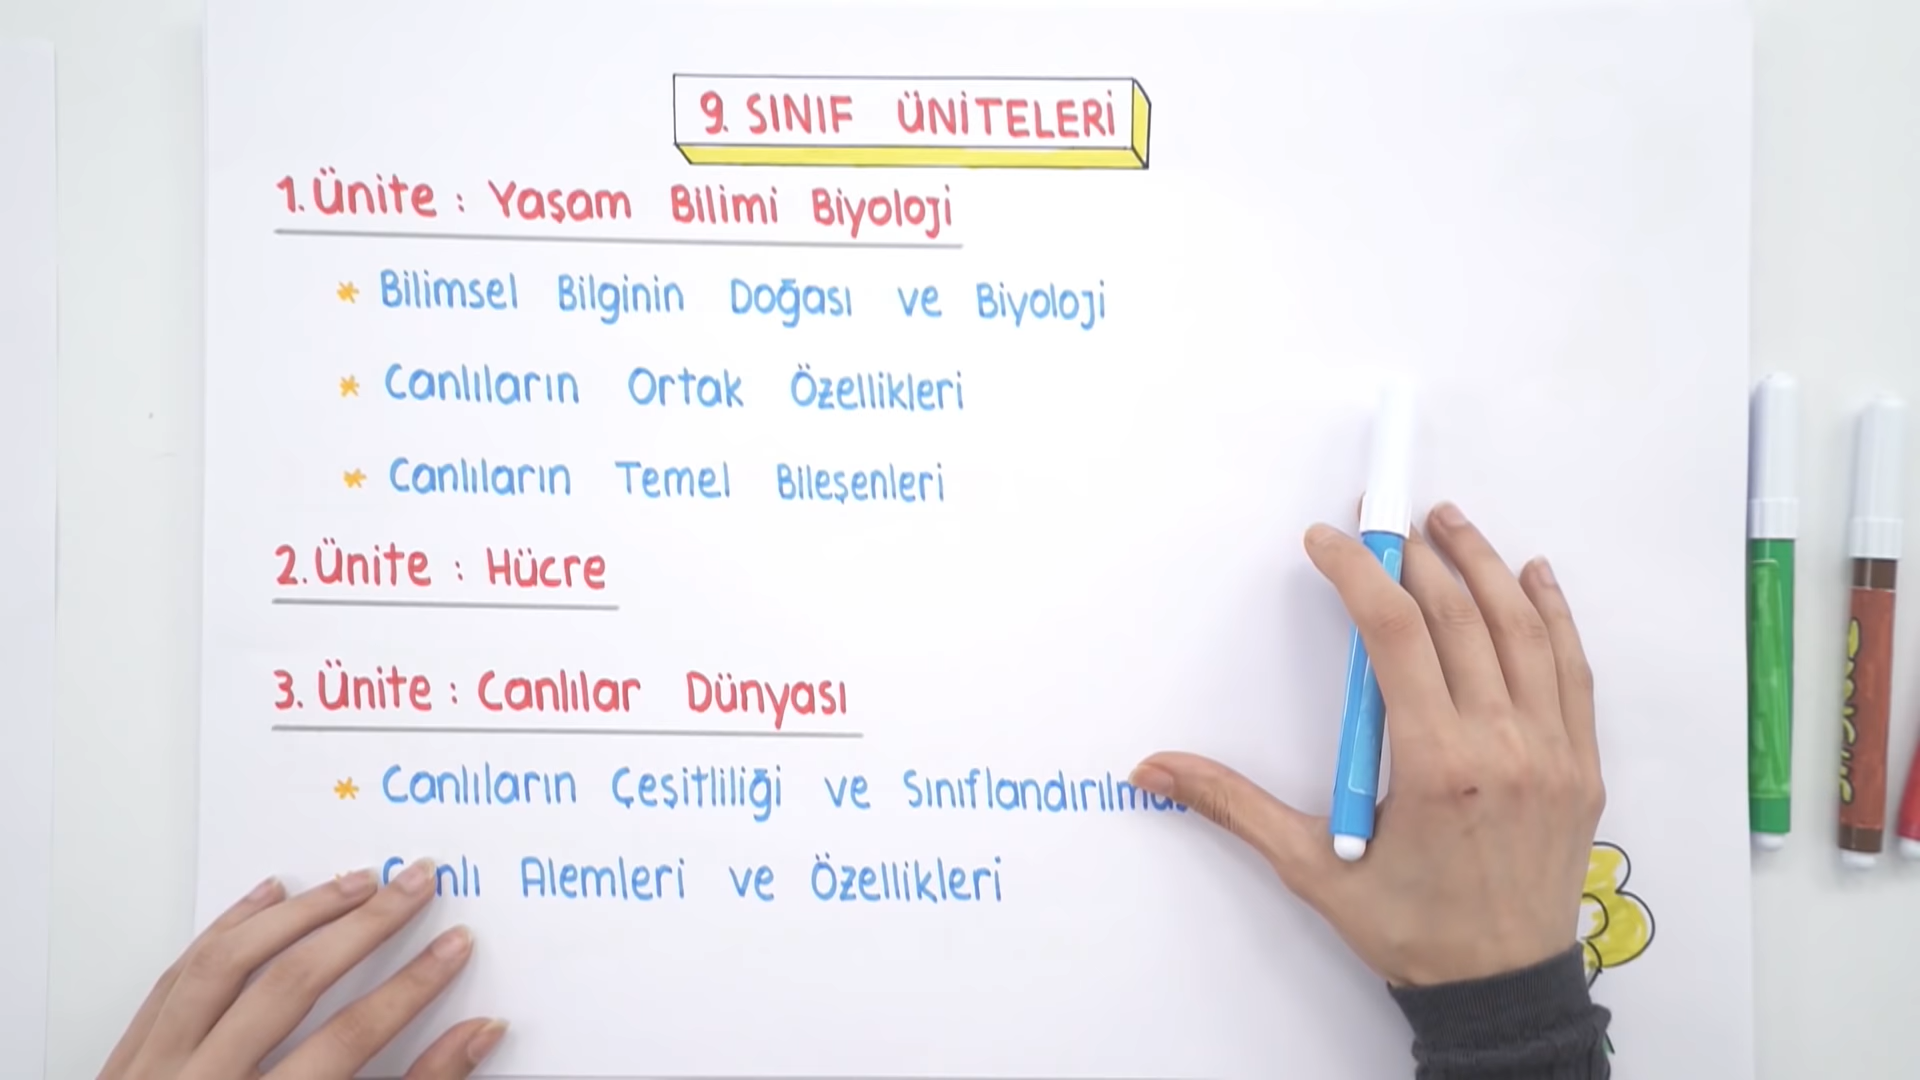 9. SINIF ÜNİTELERİ
1. Ünite : Yaşam Bilimi Biyoloji
* Bilimsel Bilginin Doğası ve Biyoloji
* Canlıların Ortak Özellikleri
* Canlıların Temel Bileşenleri
2. Ünite : Hücre
3. Ünite : Canlılar Dünyası
* Canlıların Çeşitliliği ve
Alemleri ve Özellikleri